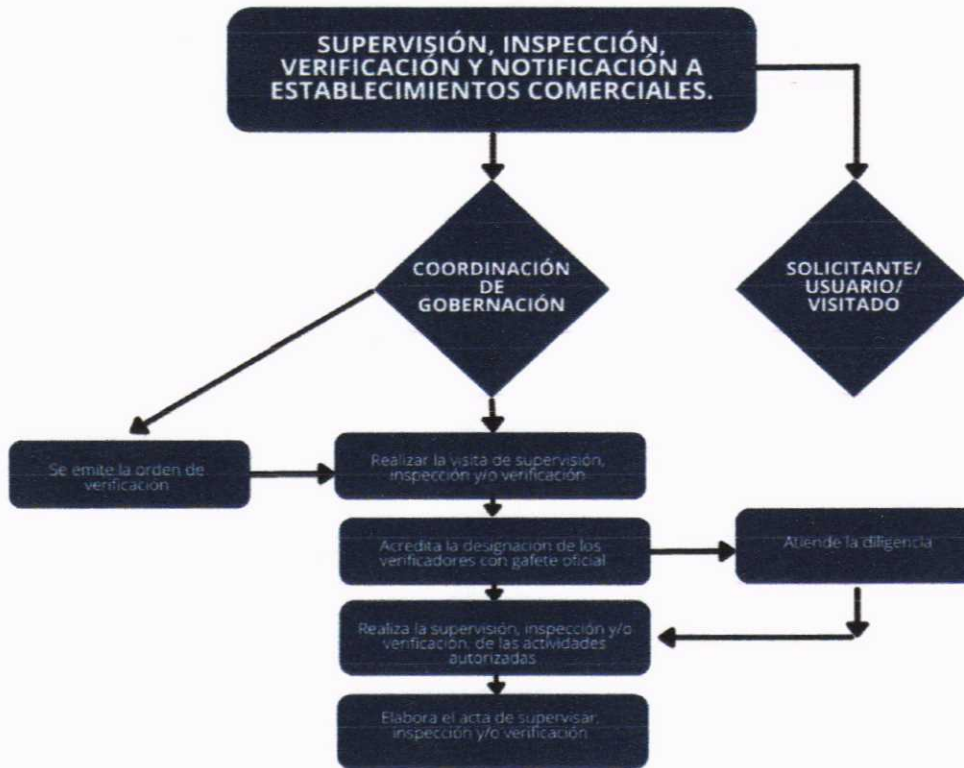 SUPERVISIÓN, INSPECCIÓN,
VERIFICACIÓN Y NOTIFICACIÓN A
ESTABLECIMIENTOS COMERCIALES.
COORDINACIÓN
DE
GOBERNACIÓN
SOLICITANTE/
USUARIO/
VISITADO
Se emite la orden de
verificación
Realizar la visita de supervisión,
inspección y/o verificación
Acredita la designación de los
verificadores con gafete oficial
Atiende la diligencia
Realiza la supervisión, inspección y/o
verificación, de las actividades
autorizadas
Elabora el acta de supervisar,
inspección y/o verificación